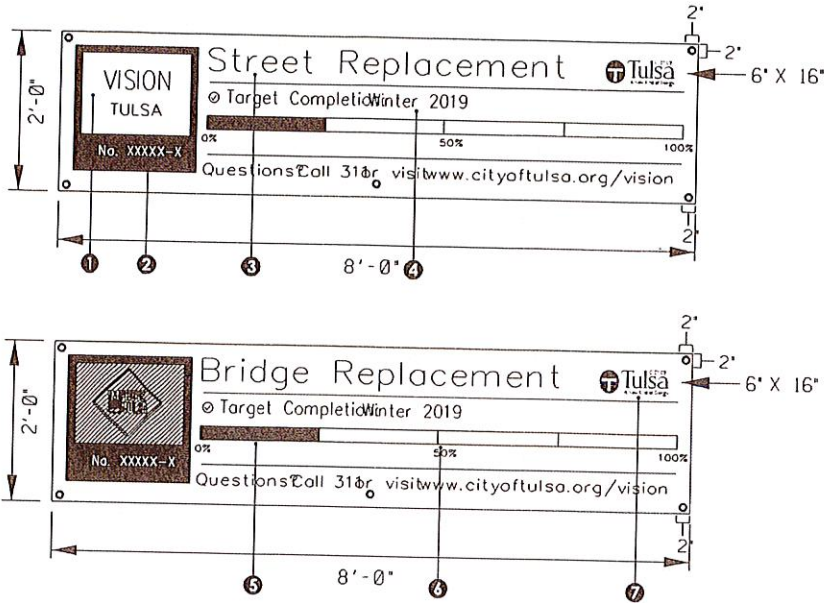 2"
2"
Street Replacement
Tulsa
6" X 16"
VISION
TULSA
2'-0"
Target Completion Winter 2019
0%
50%
100%
No. XXXXX-X
Questions? Call 311 or visit www.cityoftulsa.org/vision
2"
1
2
3
8'-0"
4
2"
2"
Bridge Replacement
Tulsa
6" X 16"
2'-0"
Target Completion Winter 2019
0%
50%
100%
No. XXXXX-X
Questions? Call 311 or visit www.cityoftulsa.org/vision
2"
8'-0"
5
6
7